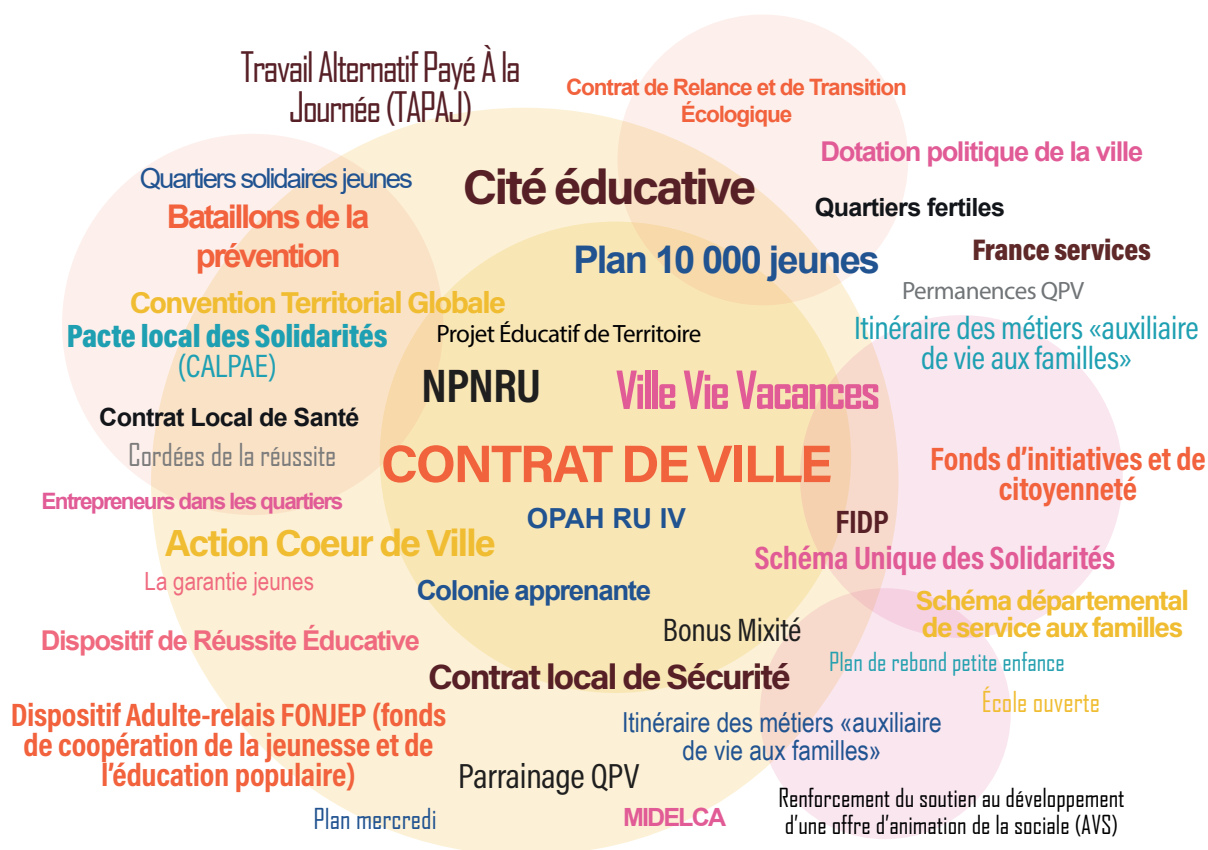 Travail Alternatif Payé À la
Journée (TAPAJ)
Contrat de Relance et de Transition
Écologique
Dotation politique de la ville
Quartiers solidaires jeunes
Cité éducative
Quartiers fertiles
Bataillons de la
prévention
Plan 10 000 jeunes
France services
Permanences QPV
Convention Territorial Globale
Pacte local des Solidarités
(CALPAE)
Projet Éducatif de Territoire
Itinéraire des métiers «auxiliaire
de vie aux familles»
NPNRU
Ville Vie Vacances
Contrat Local de Santé
Cordées de la réussite
CONTRAT DE VILLE
Fonds d’initiatives et de
citoyenneté
Entrepreneurs dans les quartiers
OPAH RU IV
FIDP
Action Coeur de Ville
Schéma Unique des Solidarités
La garantie jeunes
Colonie apprenante
Schéma départemental
de service aux familles
Dispositif de Réussite Éducative
Bonus Mixité
Plan de rebond petite enfance
Contrat local de Sécurité
École ouverte
Dispositif Adulte-relais FONJEP (fonds
de coopération de la jeunesse et de
l’éducation populaire)
Itinéraire des métiers «auxiliaire
de vie aux familles»
Parrainage QPV
Plan mercredi
MIDELCA
Renforcement du soutien au développement
d’une offre d’animation de la sociale (AVS)